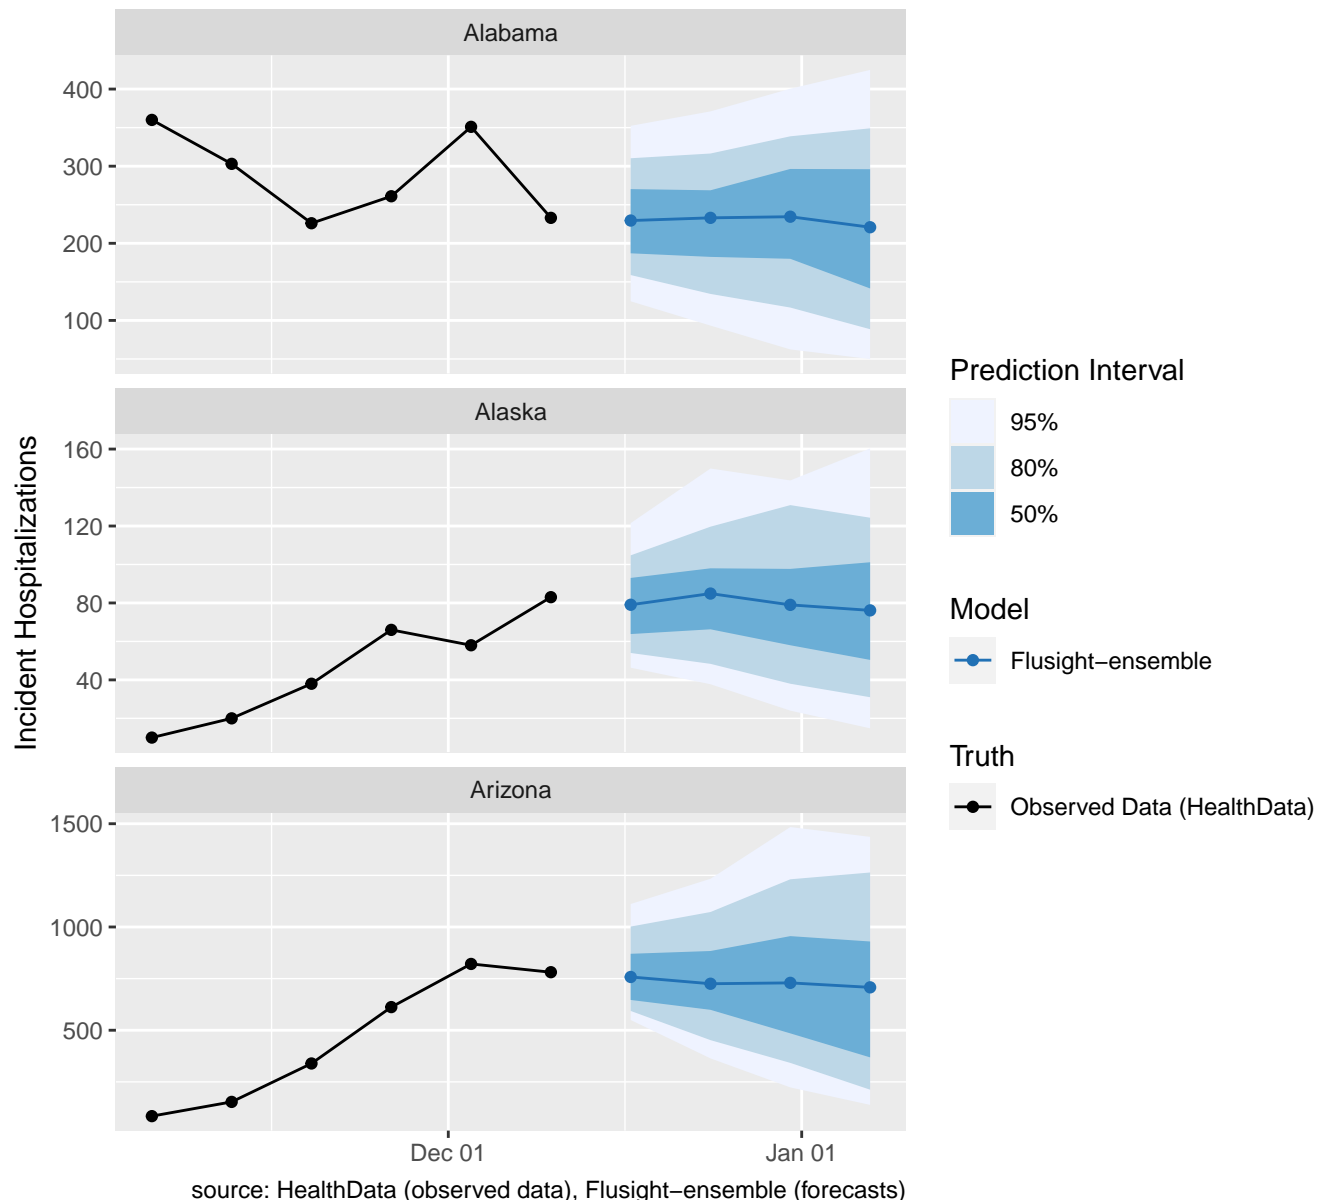 Alabama
400
300
200
100
Alaska
160
120
80
40
Arizona
1500
1000
500
Dec 01
Jan 01
Incident Hospitalizations
source: HealthData (observed data), Flusight−ensemble (forecasts)
Prediction Interval
95%
80%
50%
Model
Flusight−ensemble
Truth
Observed Data (HealthData)